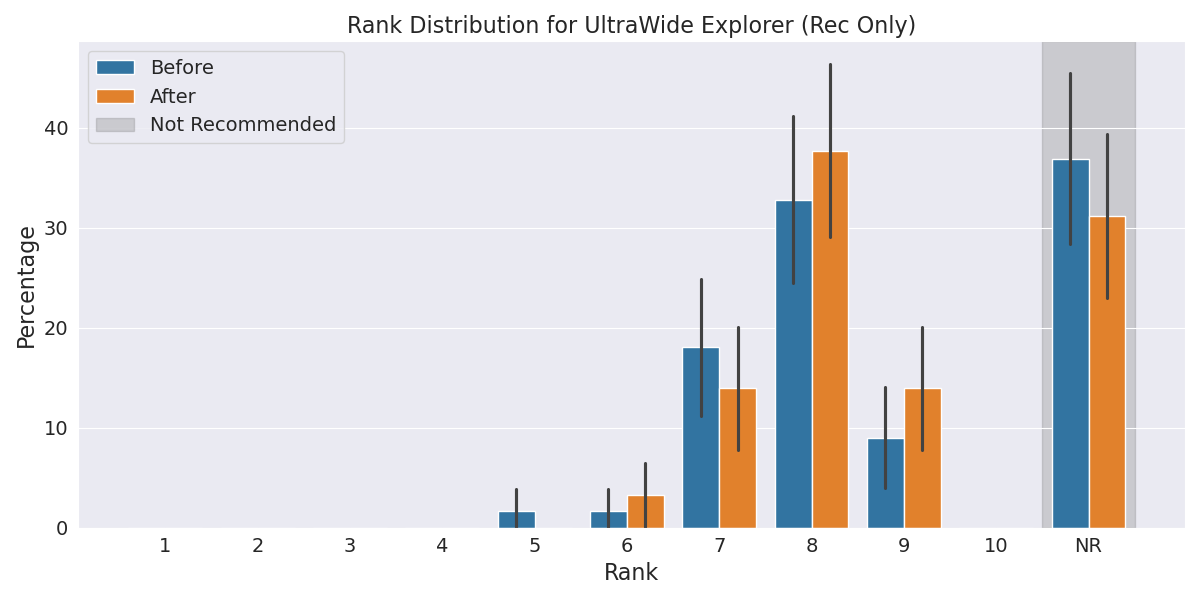 Rank Distribution for UltraWide Explorer (Rec Only)
Before
After
Not Recommended
Percentage
40
30
20
10
0
1 2 3 4 5 6 7 8 9 10 NR
Rank